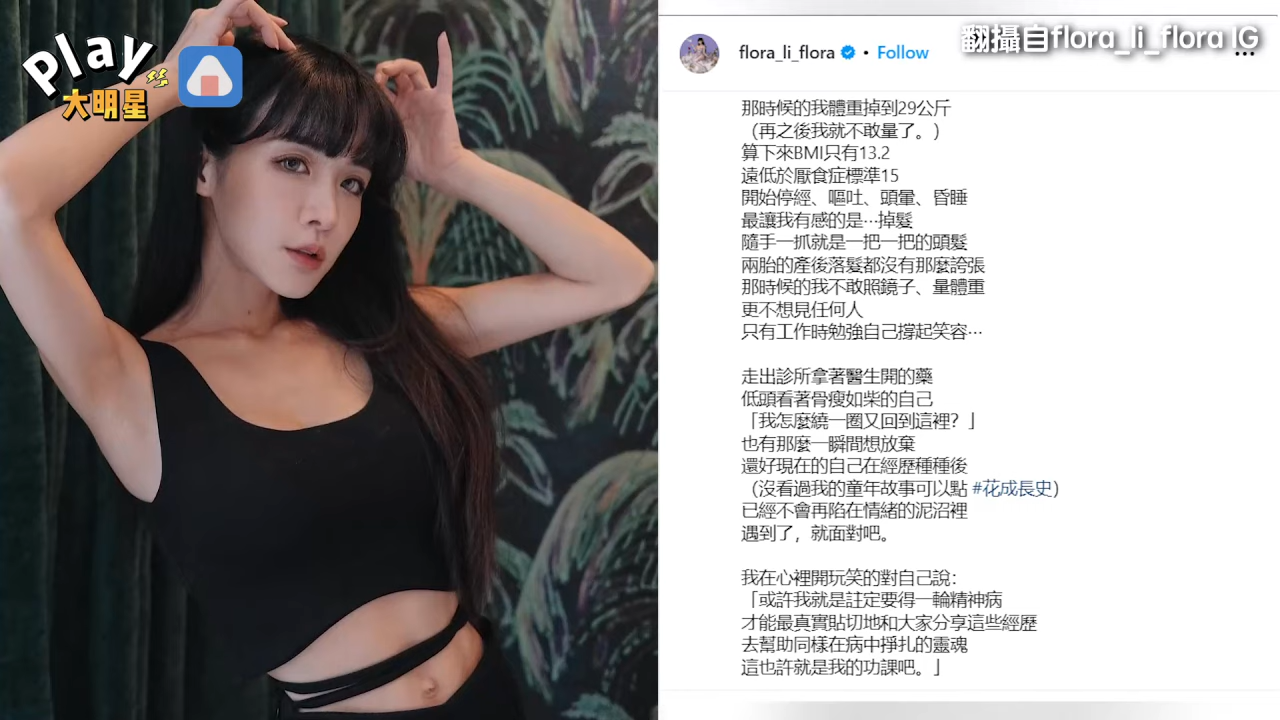 Play
大明星
翻攝自flora_li_flora IG
flora_li_flora • Follow
那時候的我體重掉到29公斤
（再之後我就不敢量了。）
算下來BMI只有13.2
遠低於厭食症標準15
開始停經、嘔吐、頭暈、昏睡
最讓我有感的是…掉髮
隨手一抓就是一把一把的頭髮
兩胎的產後落髮都沒有那麼誇張
那時候的我不敢照鏡子、量體重
更不想見任何人
只有工作時勉強自己撐起笑容…
走出診所拿著醫生開的藥
低頭看著骨瘦如柴的自己
「我怎麼繞一圈又回到這裡？」
也有那麼一瞬間想放棄
還好現在的自己在經歷種種後
（沒看過我的童年故事可以點 #花成長史）
已經不會再陷在情緒的泥沼裡
遇到了，就面對吧。
我在心裡開玩笑的對自己說：
「或許我就是註定要得一輪精神病
才能最真實貼切地和大家分享這些經歷
去幫助同樣在病中掙扎的靈魂
這也許就是我的功課吧。」